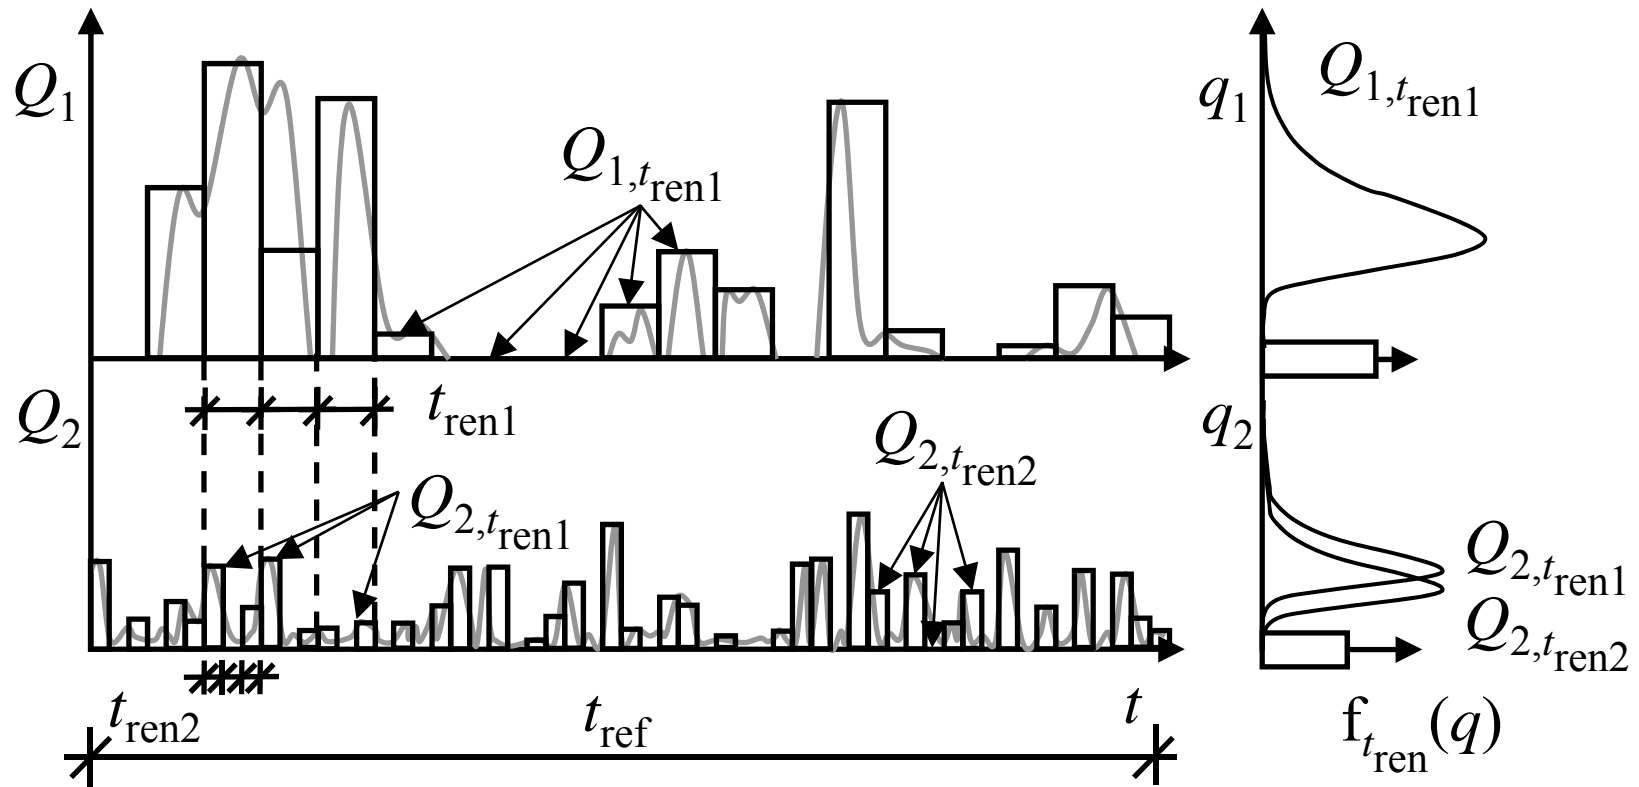 Q1
Q1,tren1
q1
Q1,tren1
tren1
Q2
Q2,tren1
Q2,tren2
q2
Q2,tren1
Q2,tren2
tren2
tref
t
ftren(q)